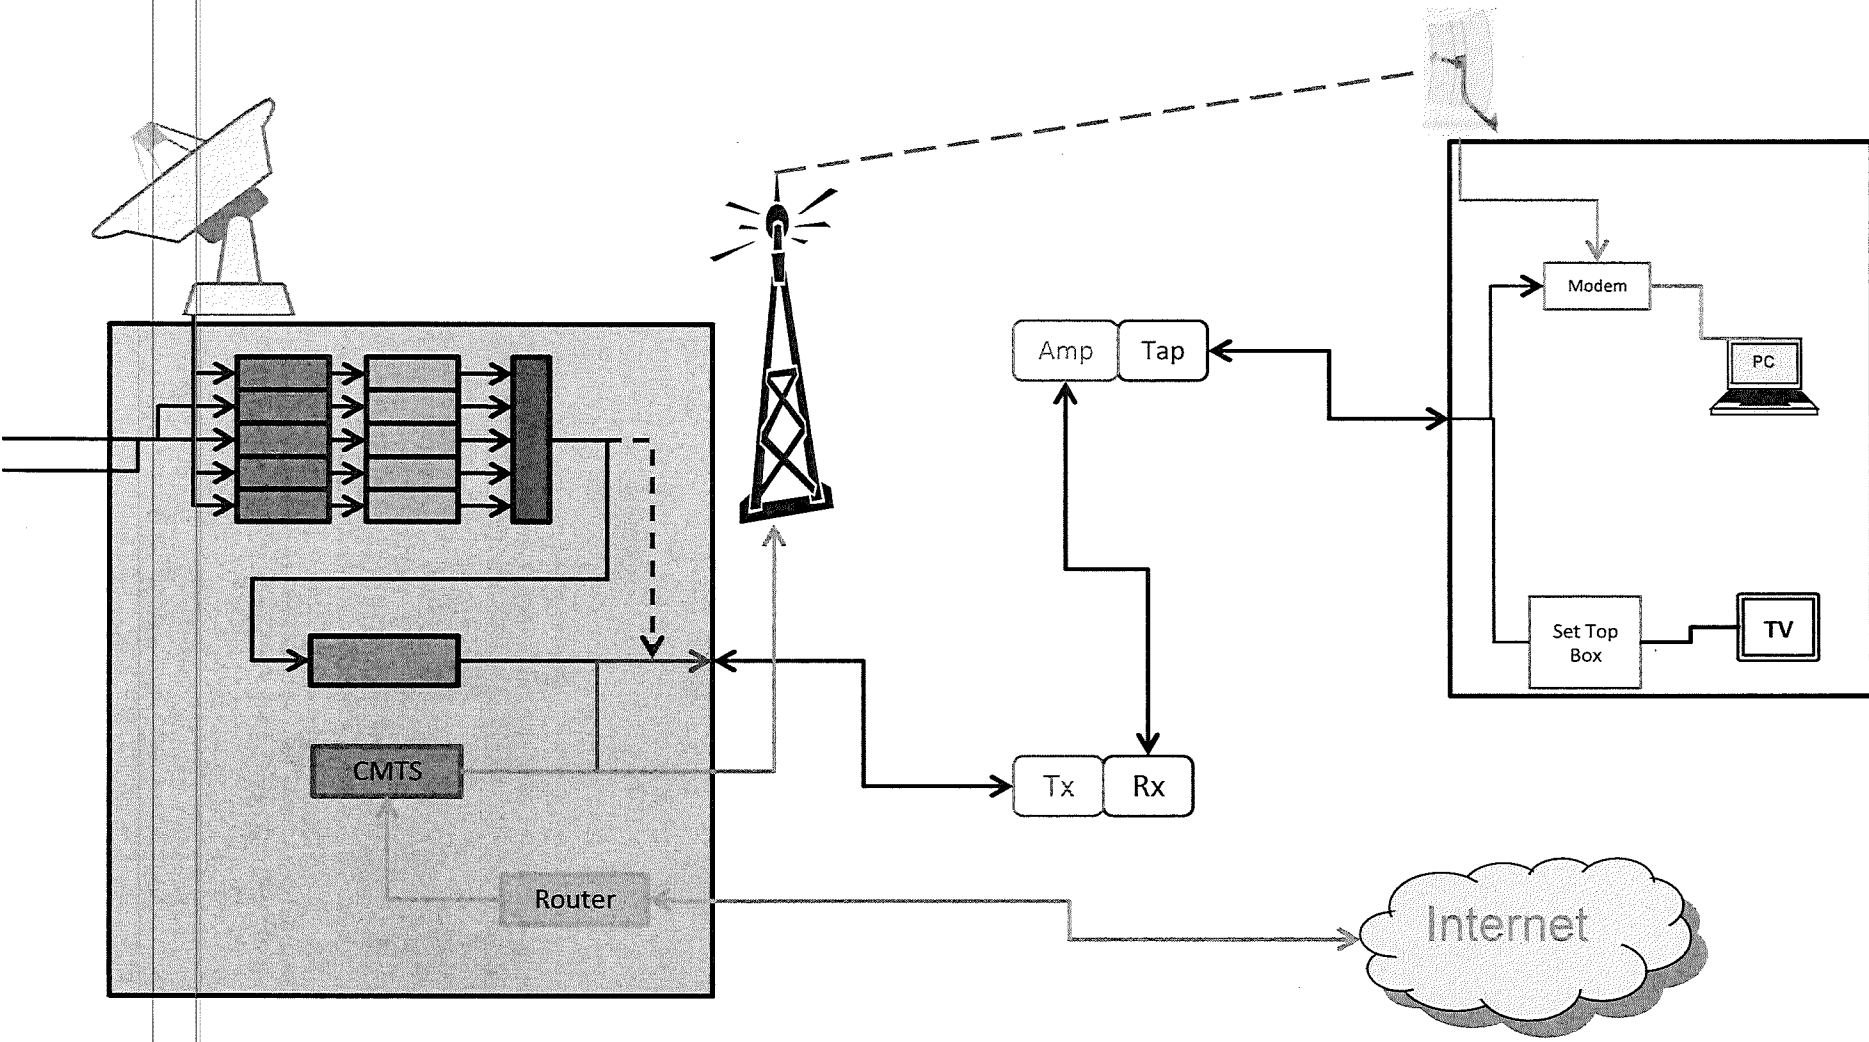 Modem
PC
Amp
Tap
Set Top
Box
TV
CMTS
Tx
Rx
Router
Internet